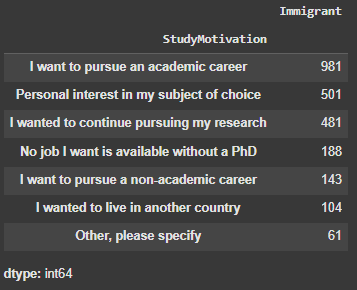 Immigrant
StudyMotivation
I want to pursue an academic career 981
Personal interest in my subject of choice 501
I wanted to continue pursuing my research 481
No job I want is available without a PhD 188
I want to pursue a non-academic career 143
I wanted to live in another country 104
Other, please specify 61
dtype: int64